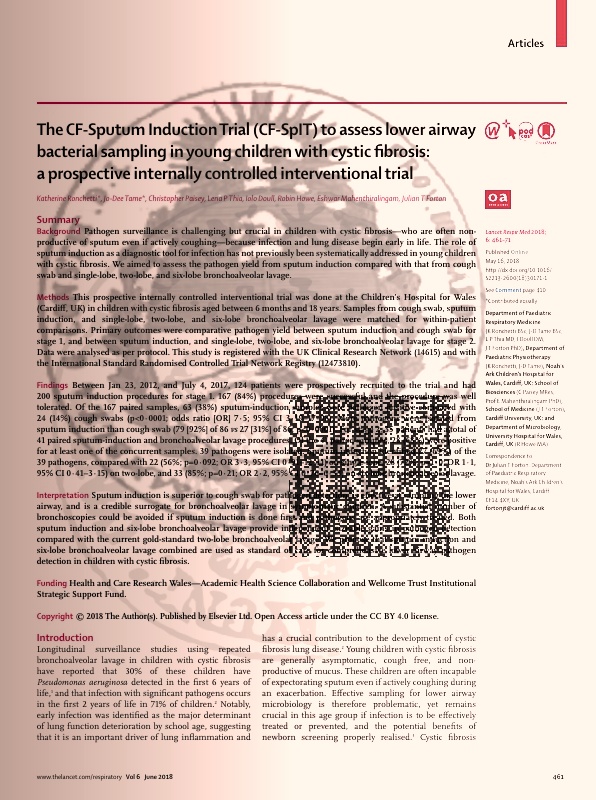 Articles
The CF-Sputum Induction Trial (CF-SpIT) to assess lower airway
bacterial sampling in young children with cystic fibrosis:
a prospective internally controlled interventional trial
Katherine Ronchetti*, Jo-Dee Tame*, Christopher Paisey, Lena P Thia, Iolo Doull, Robin Howe, Eshwar Mahenthiralingam, Julian T Forton
Summary
Background Pathogen surveillance is challenging but crucial in children with cystic fibrosis—who are often non-
productive of sputum even if actively coughing—because infection and lung disease begin early in life. The role of
sputum induction as a diagnostic tool for infection has not previously been systematically addressed in young children
with cystic fibrosis. We aimed to assess the pathogen yield from sputum induction compared with that from cough
swab and single-lobe, two-lobe, and six-lobe bronchoalveolar lavage.
Methods This prospective internally controlled interventional trial was done at the Children's Hospital for Wales
(Cardiff, UK) in children with cystic fibrosis aged between 6 months and 18 years. Samples from cough swab, sputum
induction, and single-lobe, two-lobe, and six-lobe bronchoalveolar lavage were matched for within-patient
comparisons. Primary outcomes were comparative pathogen yield between sputum induction and cough swab for
stage 1, and between sputum induction, and single-lobe, two-lobe, and six-lobe bronchoalveolar lavage for stage 2.
Data were analysed as per protocol. This study is registered with the UK Clinical Research Network (14615) and with
the International Standard Randomised Controlled Trial Network Registry (12473810).
Findings Between Jan 23, 2012, and July 4, 2017, 124 patients were prospectively recruited to the trial and had
200 sputum induction procedures for stage 1. 167 (84%) procedures were successful and the procedure was well
tolerated. Of the 167 paired samples, 63 (38%) sputum-induction with
24 (14%) cough swabs (p<0·0001; odds ratio [OR] 7·5; 95% CI from
sputum induction than cough swab (79 [92%] of 86 vs 27 [31%] of 86 total of
41 paired sputum-induction and bronchoalveolar lavage procedures positive
for at least one of the concurrent samples. 39 pathogens were of the
39 pathogens, compared with 22 (56%; p=0·092; OR 3·3, 95% CI OR 1·1,
95% CI 0·41–3·15) on two-lobe, and 33 (85%; p=0·21; OR 2·2, 95% lavage.
Interpretation Sputum induction is superior to cough swab for lower
airway, and is a credible surrogate for bronchoalveolar lavage in number of
bronchoscopies could be avoided if sputum induction is done Both
sputum induction and six-lobe bronchoalveolar lavage provide
compared with the current gold-standard two-lobe and
six-lobe bronchoalveolar lavage combined are used as standard pathogen
detection in children with cystic fibrosis.
Funding Health and Care Research Wales—Academic Health Science Collaboration and Wellcome Trust Institutional
Strategic Support Fund.
Copyright © 2018 The Author(s). Published by Elsevier Ltd. Open Access article under the CC BY 4.0 license.
Introduction
Longitudinal surveillance studies using repeated
bronchoalveolar lavage in children with cystic fibrosis
have reported that 30% of these children have
Pseudomonas aeruginosa detected in the first 6 years of
life,¹ and that infection with significant pathogens occurs
in the first 2 years of life in 71% of children.² Notably,
early infection was identified as the major determinant
of lung function deterioration by school age, suggesting
that it is an important driver of lung inflammation and
has a crucial contribution to the development of cystic
fibrosis lung disease.² Young children with cystic fibrosis
are generally asymptomatic, cough free, and non-
productive of mucus. These children are often incapable
of expectorating sputum even if actively coughing during
an exacerbation. Effective sampling for lower airway
microbiology is therefore problematic, yet remains
crucial in this age group if infection is to be effectively
treated or prevented, and the potential benefits of
newborn screening properly realised.³ Cystic fibrosis
oa
Lancet Respir Med 2018;
6: 461–71
Published Online
May 16, 2018
http://dx.doi.org/10.1016/
S2213-2600(18)30171-1
See Comment page
*Contributed equally
Department of Paediatric
Respiratory Medicine
(K Ronchetti BSc, J-D Tame BSc,
L P Thia MD, I Doull DM,
J T Forton PhD), Department of
Paediatric Physiotherapy
(K Ronchetti, J-D Tame), Noah's
Ark Children's Hospital for
Wales, Cardiff, UK; School of
Biosciences (C Paisey MRes,
Prof E Mahenthiralingam PhD),
School of Medicine (J T Forton),
Cardiff University, UK; and
Department of Microbiology,
University Hospital for Wales,
Cardiff, UK (R Howe MA)
Correspondence to
Dr Julian T Forton, Department
of Paediatric Respiratory
Medicine, Noah's Ark Children's
Hospital for Wales, Cardiff
CF14 4XY, UK
fortonjt@cardiff.ac.uk
www.thelancet.com/respiratory Vol 6 June 2018
461